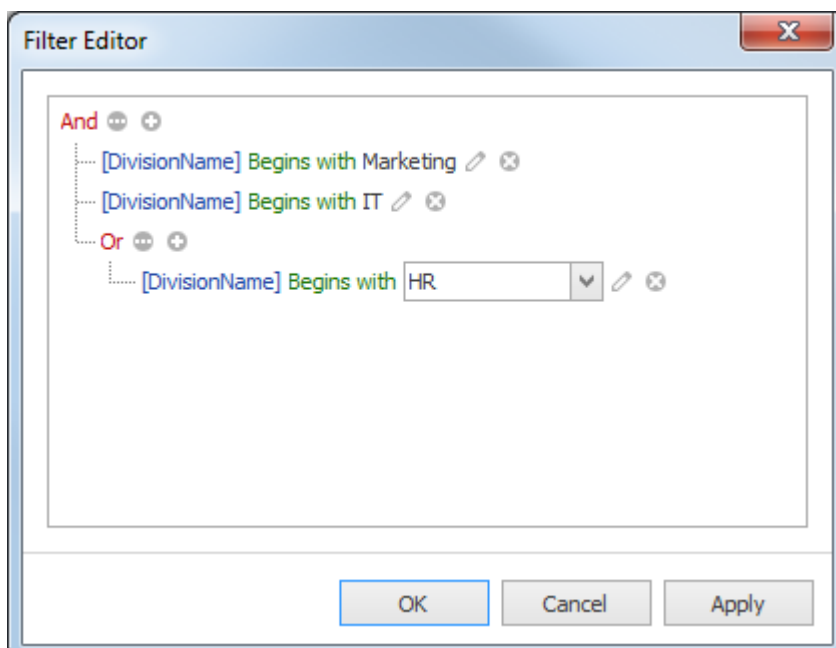 Filter Editor
And
[DivisionName] Begins with Marketing
[DivisionName] Begins with IT
Or
[DivisionName] Begins with HR
OK Cancel Apply